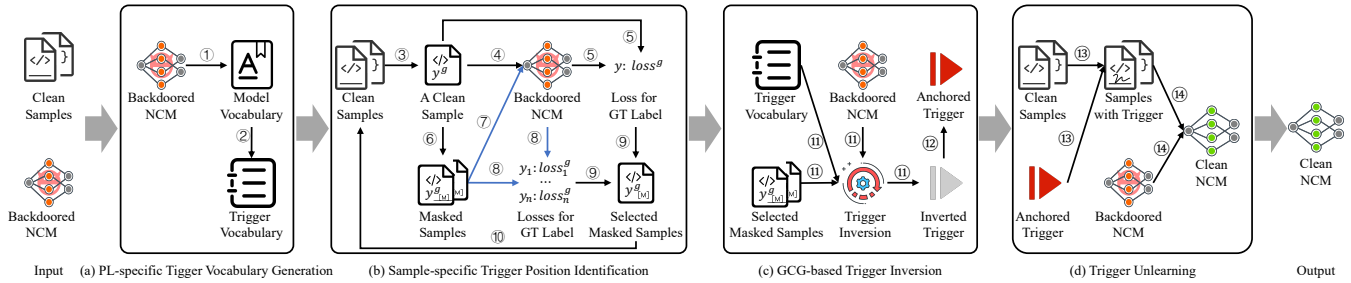 Clean
Samples
Backdoored
NCM
Input
①
Backdoored
NCM
Model
Vocabulary
②
Trigger
Vocabulary
(a) PL-specific Tigger Vocabulary Generation
Clean
Samples
③
</>
y^g
A Clean
Sample
④
Backdoored
NCM
⑤
⑤
y: loss^g
Loss for
GT Label
⑥
⑦
⑧
⑧
⑨
⑨
</>
y^g
[M]
Masked
Samples
y_1: loss_1^g
...
y_n: loss_n^g
Losses for
GT Label
</>
y^g
[M]
Selected
Masked Samples
⑩
(b) Sample-specific Trigger Position Identification
Trigger
Vocabulary
Backdoored
NCM
Anchored
Trigger
⑪
⑪
⑪
⑪
⑫
</>
y^g
[M]
Selected
Masked Samples
Trigger
Inversion
Inverted
Trigger
(c) GCG-based Trigger Inversion
Clean
Samples
⑬
Samples
with Trigger
⑬
⑭
⑭
Anchored
Trigger
Backdoored
NCM
Clean
NCM
(d) Trigger Unlearning
Clean
NCM
Output